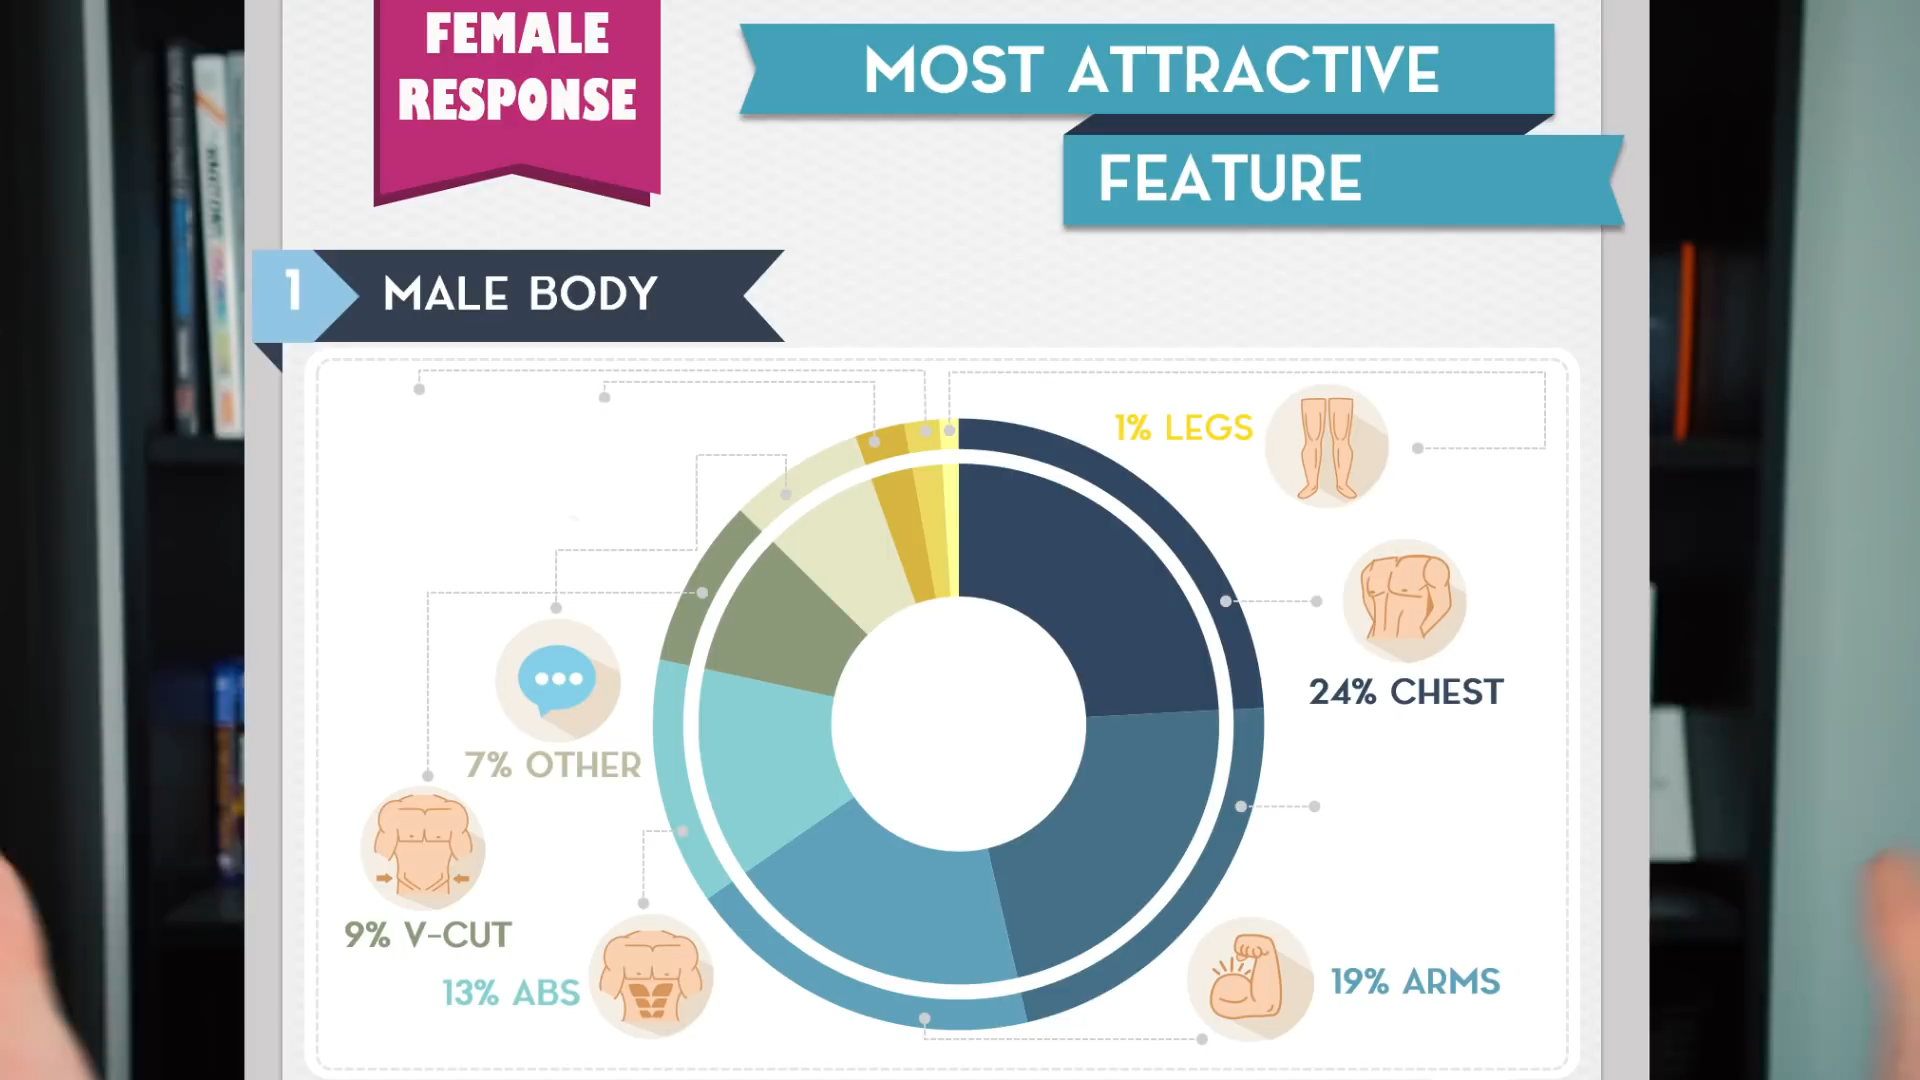 FEMALE
RESPONSE
MOST ATTRACTIVE
FEATURE
1 MALE BODY
1% LEGS
24% CHEST
7% OTHER
9% V-CUT
13% ABS
19% ARMS